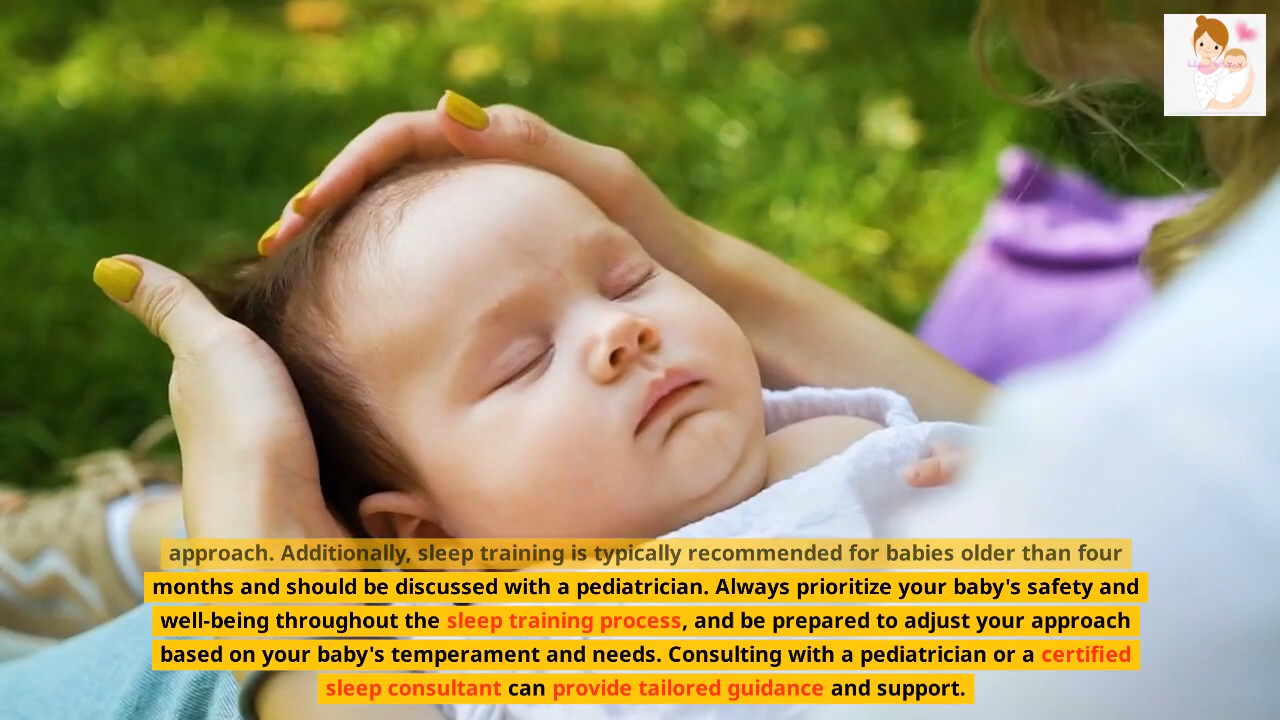 approach. Additionally, sleep training is typically recommended for babies older than four
months and should be discussed with a pediatrician. Always prioritize your baby's safety and
well-being throughout the sleep training process, and be prepared to adjust your approach
based on your baby's temperament and needs. Consulting with a pediatrician or a certified
sleep consultant can provide tailored guidance and support.